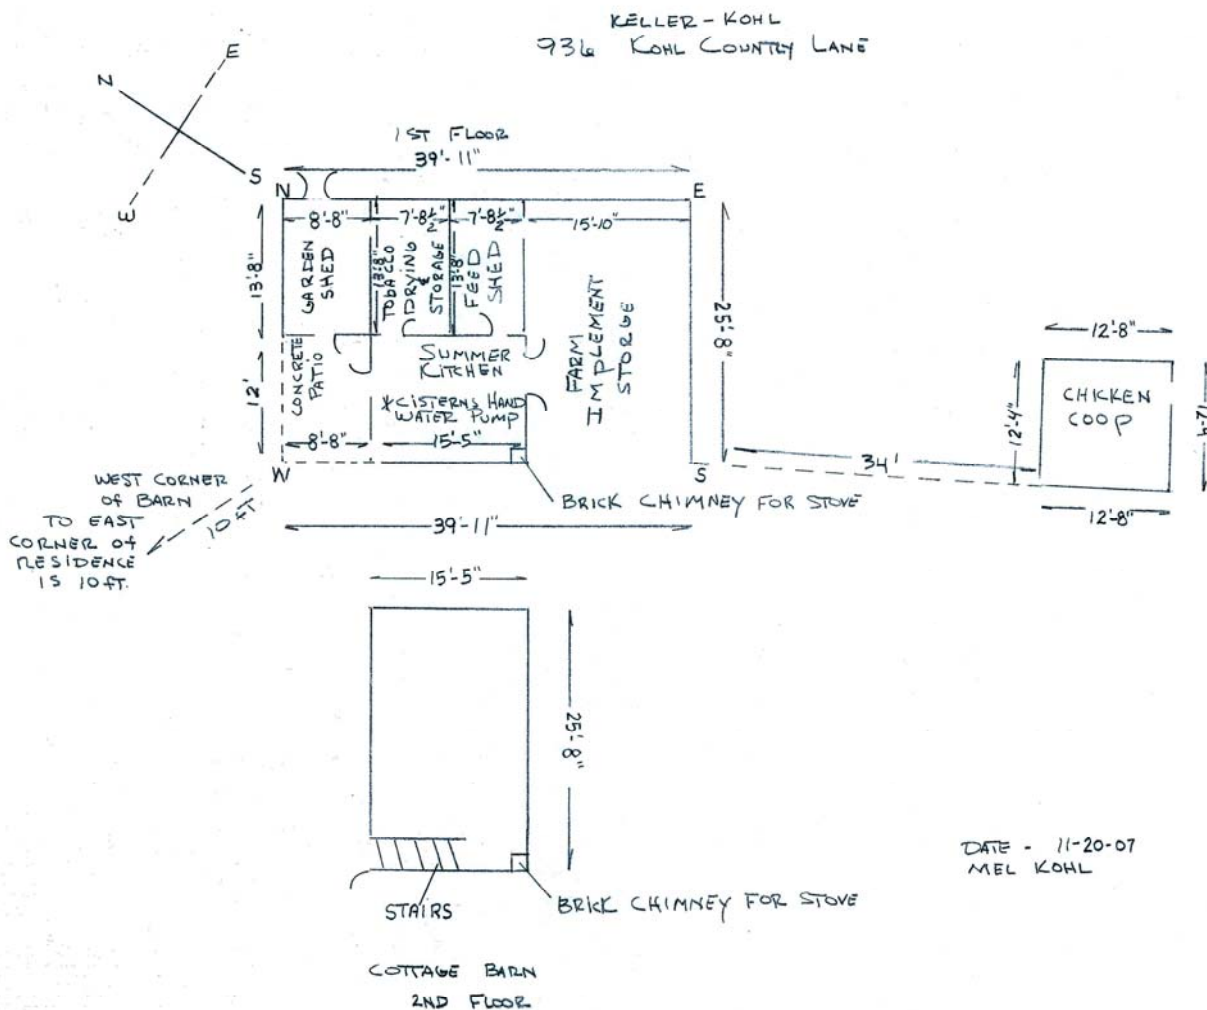 KELLER - KOHL
936 KOHL COUNTRY LANE
N
E
S
W
1ST FLOOR
39'-11"
N
E
8'-8"
7'-8½"
7'-8½"
15'-10"
13'-8"
GARDEN
SHED
13'-8"
TOBACCO
DRYING
&
STORAGE
13'-8"
FEED
SHED
FARM
IMPLEMENT
STORGE
25'-8"
12'
CONCRETE
PATIO
SUMMER
KITCHEN
*CISTERNS HAND
WATER PUMP
8'-8"
15'-5"
W
S
12'-8"
12'-4"
CHICKEN
COOP
12'-4
12'-8"
34'
WEST CORNER
OF BARN
TO EAST
CORNER OF
RESIDENCE
IS 10 FT.
10 FT.
BRICK CHIMNEY FOR STOVE
39'-11"
15'-5"
25'-8"
STAIRS
BRICK CHIMNEY FOR STOVE
COTTAGE BARN
2ND FLOOR
DATE - 11-20-07
MEL KOHL